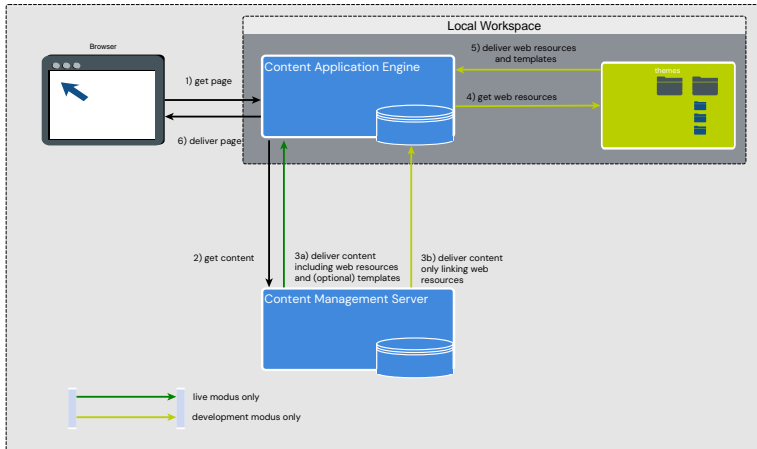 Local Workspace
Browser
Content Application Engine
5) deliver web resources
and templates
themes
1) get page
4) get web resources
6) deliver page
2) get content
3a) deliver content
including web resources
and (optional) templates
3b) deliver content
only linking web
resources
Content Management Server
live modus only
development modus only